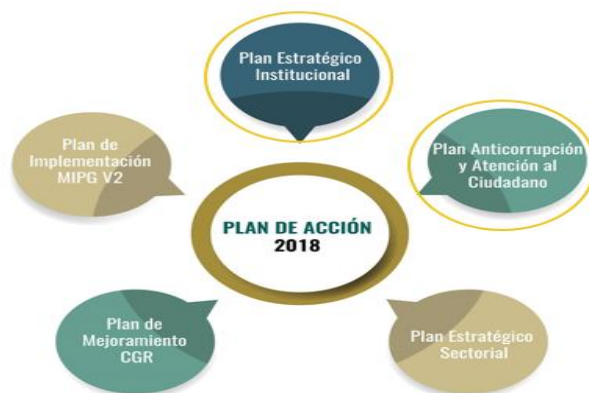 Plan Estratégico
Institucional
Plan de
Implementación
MIPG V2
Plan Anticorrupción
y Atención al
Ciudadano
PLAN DE ACCIÓN
2018
Plan de
Mejoramiento
CGR
Plan Estratégico
Sectorial